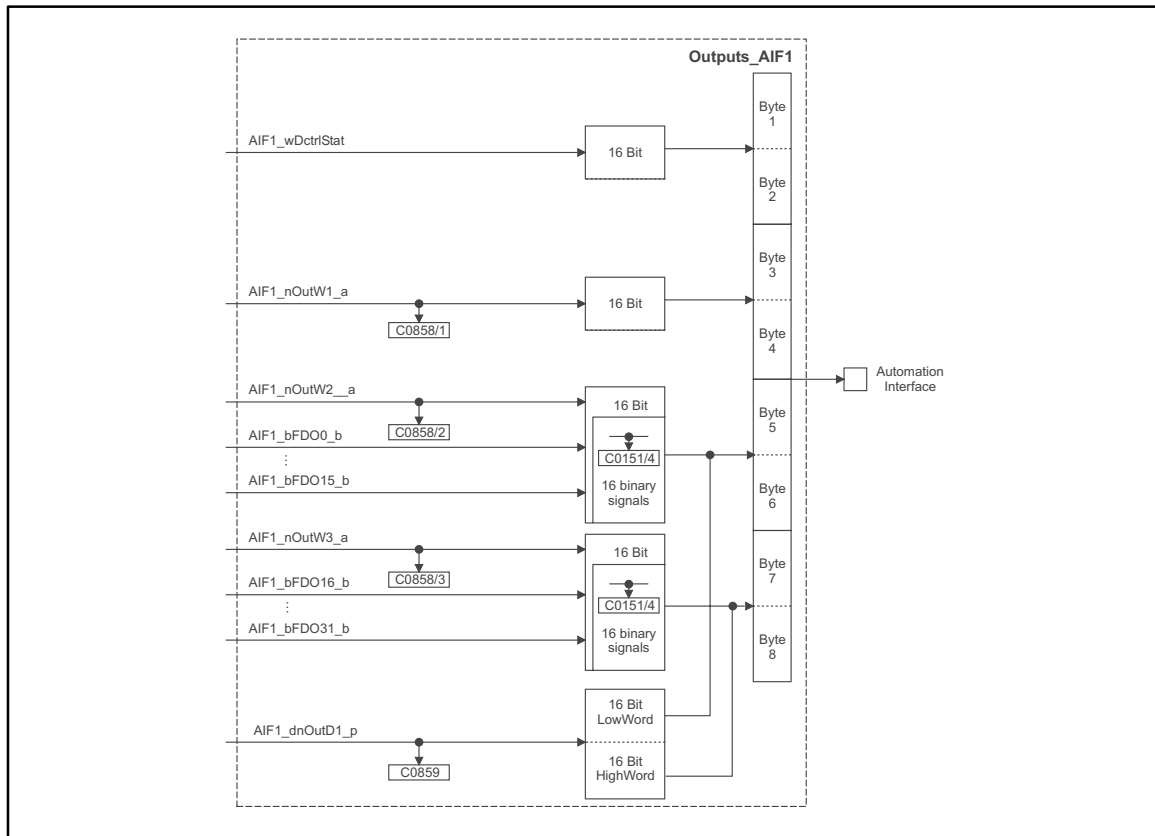 Outputs_AIF1
Byte
1
AIF1_wDctrlStat
16 Bit
Byte
2
Byte
3
AIF1_nOutW1_a
16 Bit
C0858/1
Byte
4
Automation
Interface
AIF1_nOutW2__a
16 Bit
C0858/2
Byte
5
AIF1_bFDO0_b
⋮
C0151/4
AIF1_bFDO15_b
16 binary
signals
Byte
6
AIF1_nOutW3_a
16 Bit
C0858/3
Byte
7
AIF1_bFDO16_b
⋮
C0151/4
AIF1_bFDO31_b
16 binary
signals
Byte
8
16 Bit
LowWord
AIF1_dnOutD1_p
C0859
16 Bit
HighWord